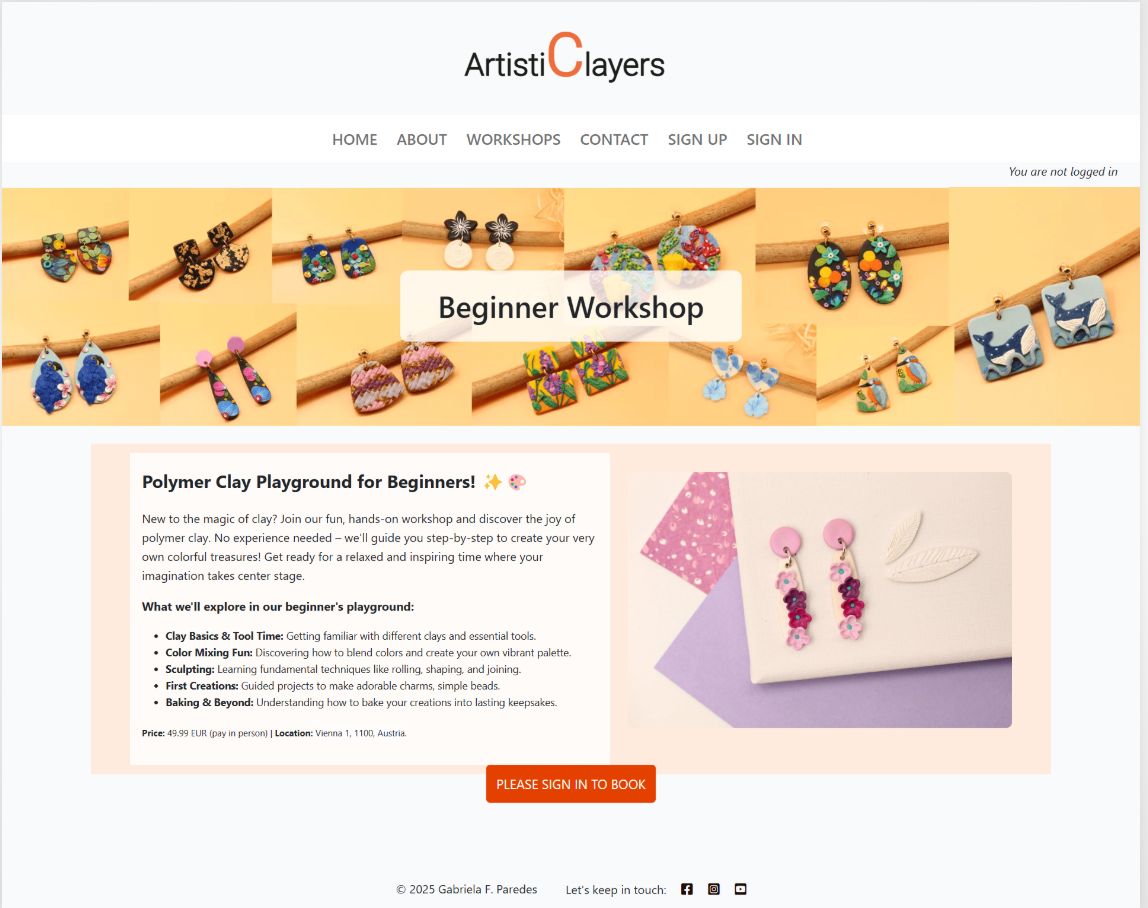 ArtistiClayers
HOME ABOUT WORKSHOPS CONTACT SIGN UP SIGN IN
You are not logged in
Beginner Workshop
Polymer Clay Playground for Beginners! ✨🎨
New to the magic of clay? Join our fun, hands-on workshop and discover the joy of
polymer clay. No experience needed – we'll guide you step-by-step to create your very
own colorful treasures! Get ready for a relaxed and inspiring time where your
imagination takes center stage.
What we'll explore in our beginner's playground:
• Clay Basics & Tool Time: Getting familiar with different clays and essential tools.
• Color Mixing Fun: Discovering how to blend colors and create your own vibrant palette.
• Sculpting: Learning fundamental techniques like rolling, shaping, and joining.
• First Creations: Guided projects to make adorable charms, simple beads.
• Baking & Beyond: Understanding how to bake your creations into lasting keepsakes.
Price: 49.99 EUR (pay in person) | Location: Vienna 1, 1100, Austria.
PLEASE SIGN IN TO BOOK
© 2025 Gabriela F. Paredes Let's keep in touch: